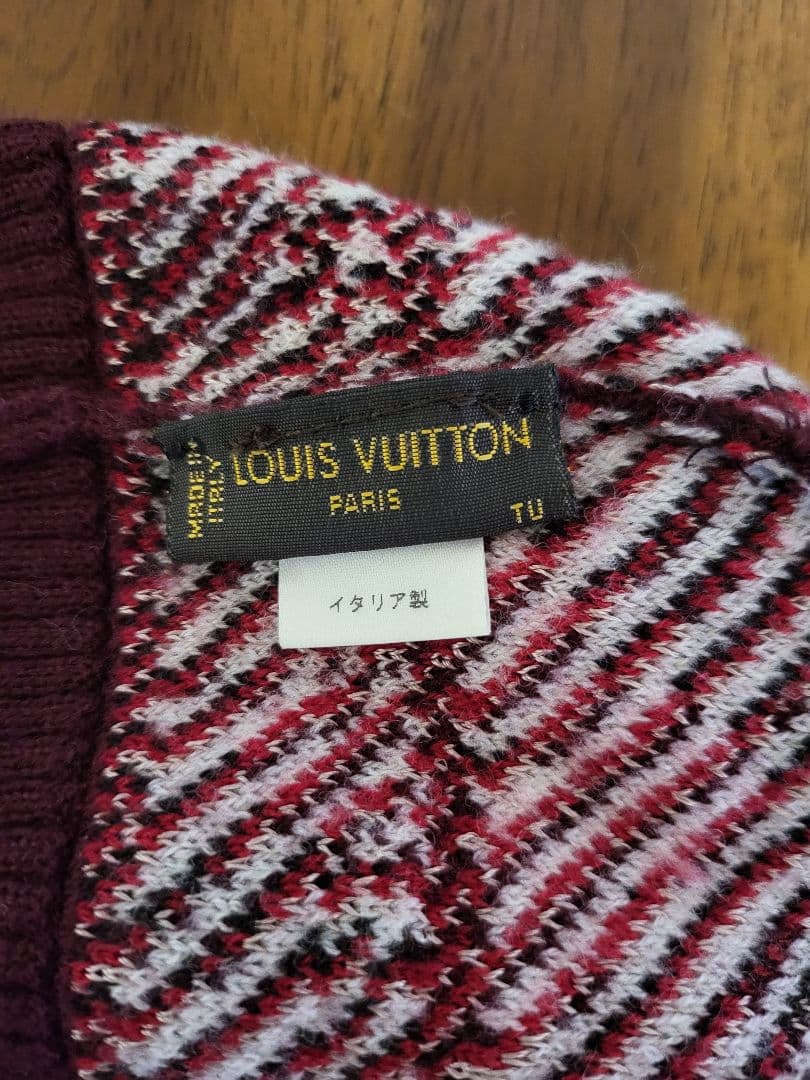 LOUIS VUITTON
PARIS
MADE IN
ITALY
TU
イタリア製